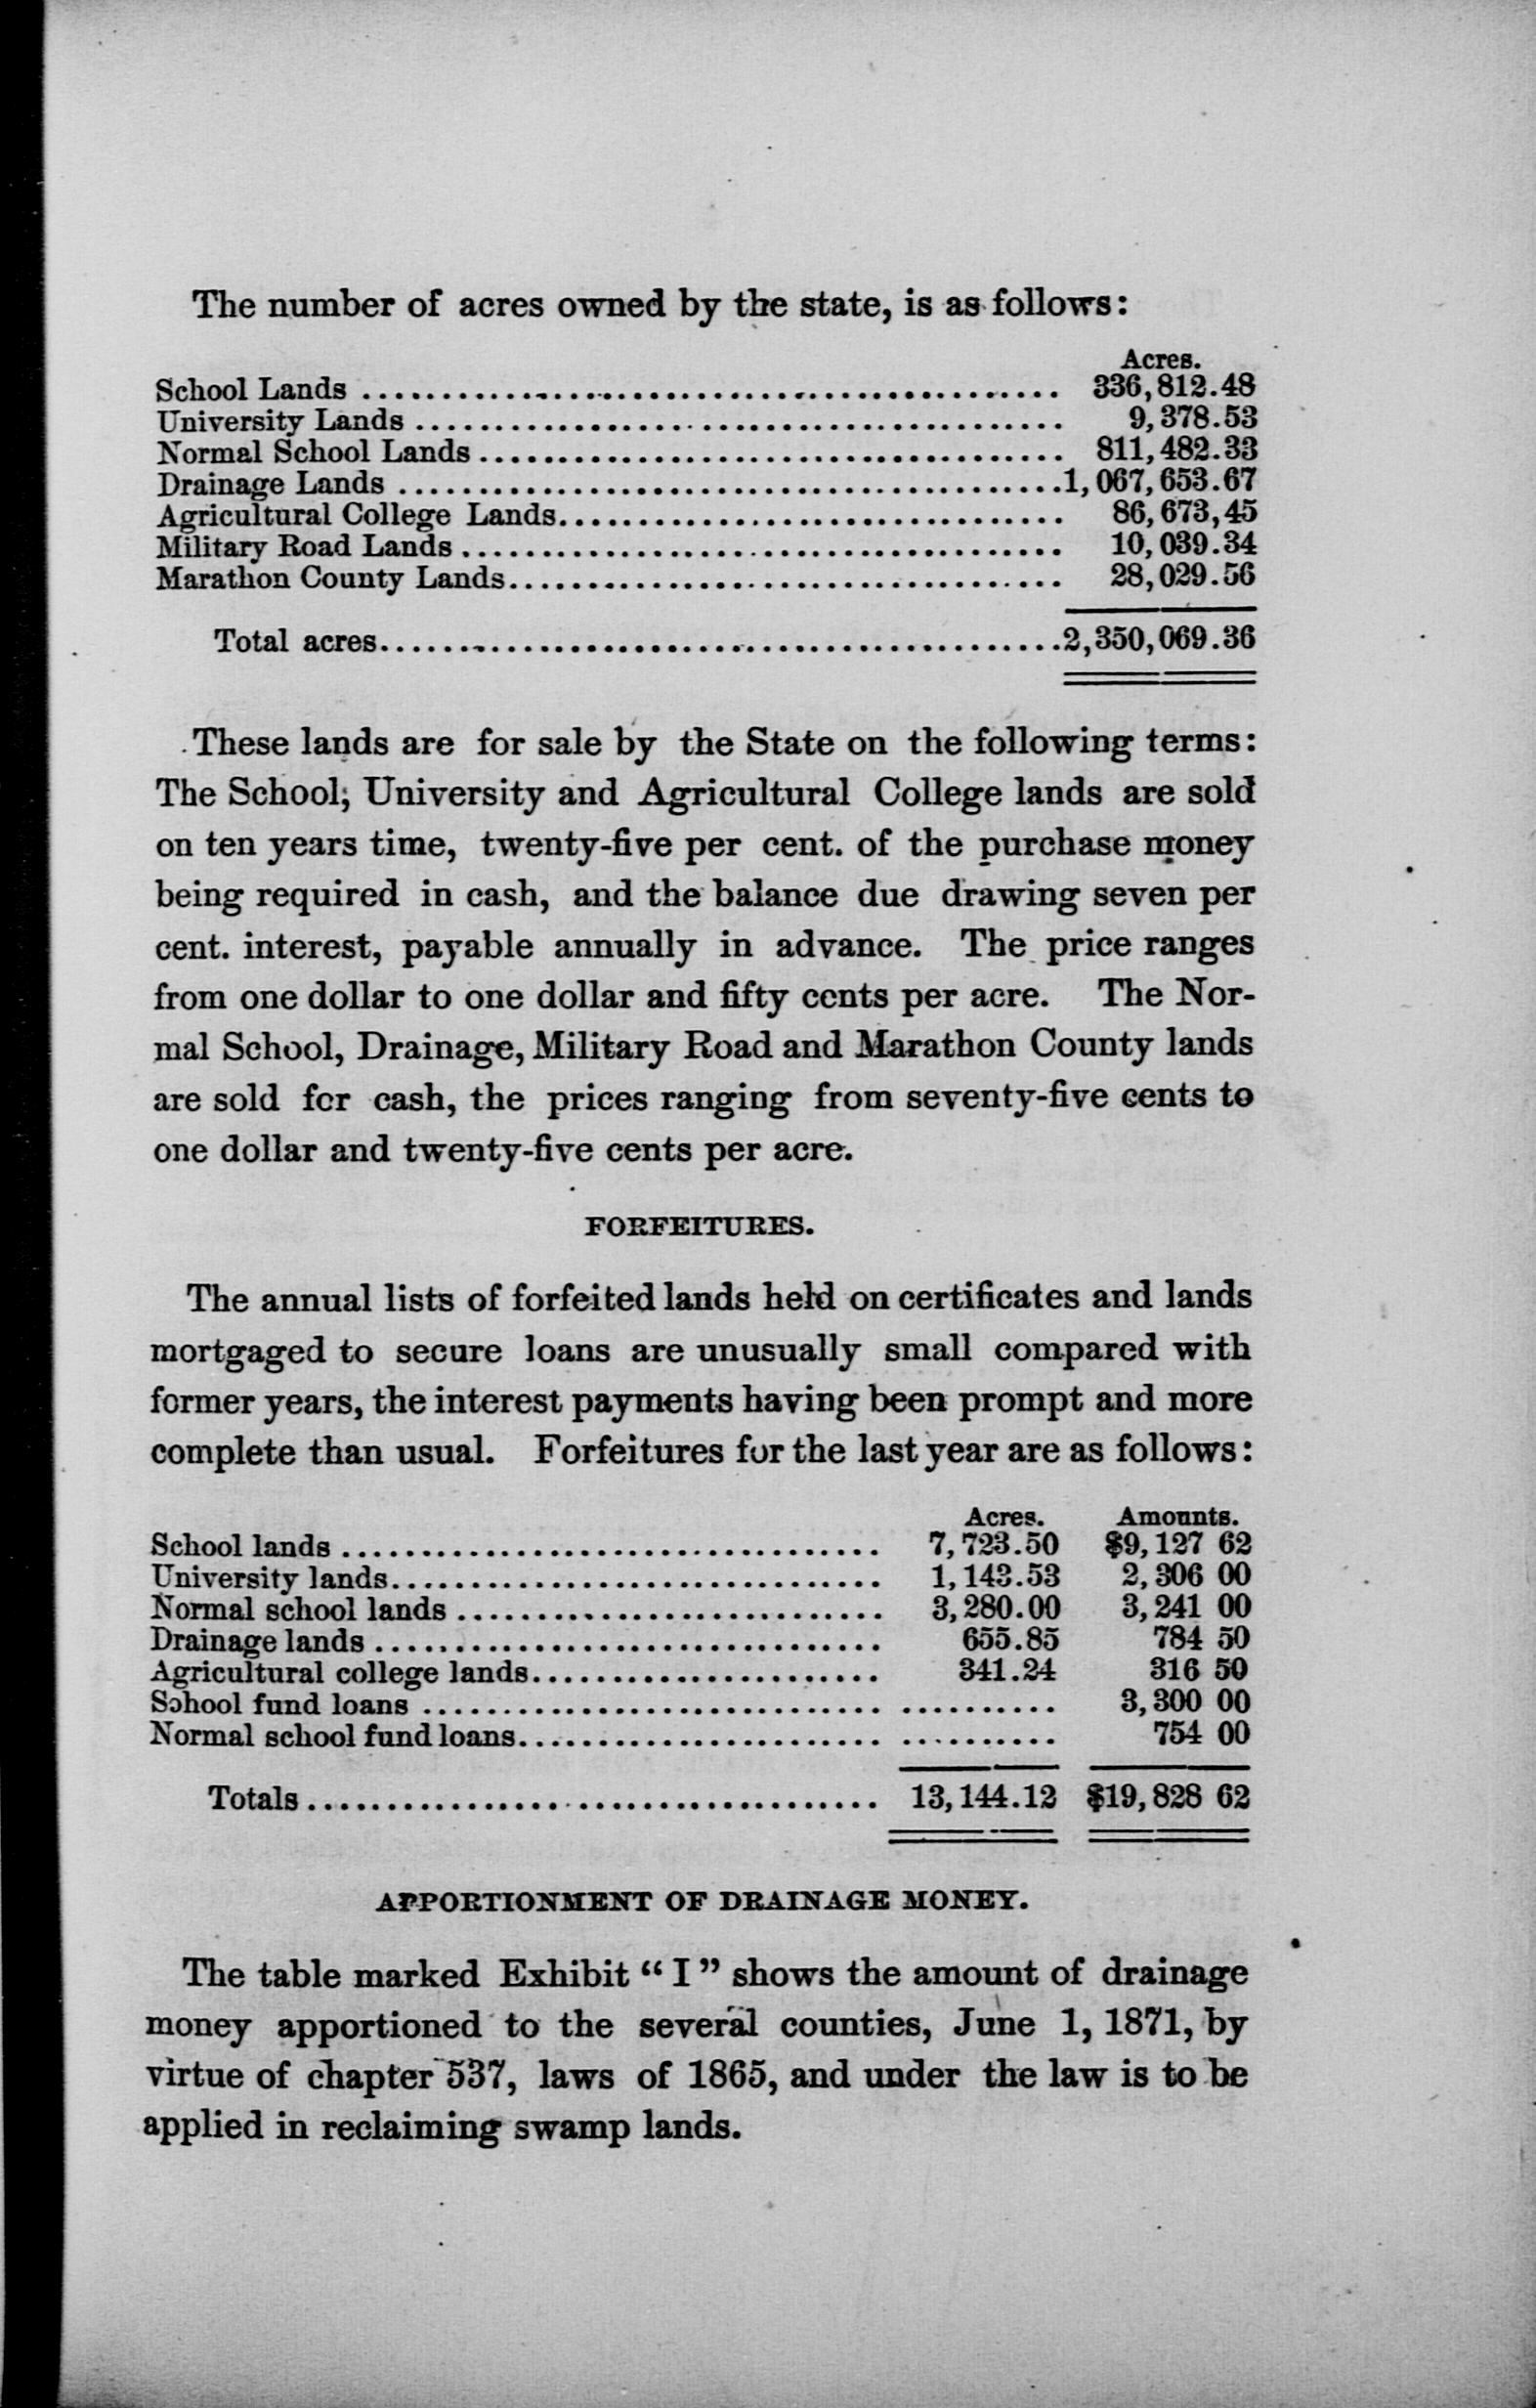 The number of acres owned by the state, is as follows:
Acres.
School Lands ........................................ 336,812.48
University Lands ........................................ 9,378.53
Normal School Lands ........................................ 811,482.33
Drainage Lands ........................................1,067,653.67
Agricultural College Lands........................................ 86,673,45
Military Road Lands ........................................ 10,039.34
Marathon County Lands........................................ 28,029.56
Total acres........................................2,350,069.36
These lands are for sale by the State on the following terms:
The School, University and Agricultural College lands are sold
on ten years time, twenty-five per cent. of the purchase money
being required in cash, and the balance due drawing seven per
cent. interest, payable annually in advance. The price ranges
from one dollar to one dollar and fifty cents per acre. The Nor-
mal School, Drainage, Military Road and Marathon County lands
are sold for cash, the prices ranging from seventy-five cents to
one dollar and twenty-five cents per acre.
FORFEITURES.
The annual lists of forfeited lands held on certificates and lands
mortgaged to secure loans are unusually small compared with
former years, the interest payments having been prompt and more
complete than usual. Forfeitures for the last year are as follows:
Acres. Amounts.
School lands .............................. 7,723.50 $9,127 62
University lands.............................. 1,143.53 2,306 00
Normal school lands .............................. 3,280.00 3,241 00
Drainage lands .............................. 655.85 784 50
Agricultural college lands.............................. 341.24 316 50
School fund loans .............................. .......... 3,300 00
Normal school fund loans.............................. .......... 754 00
Totals .............................. 13,144.12 $19,828 62
APPORTIONMENT OF DRAINAGE MONEY.
The table marked Exhibit "I" shows the amount of drainage
money apportioned to the several counties, June 1, 1871, by
virtue of chapter 537, laws of 1865, and under the law is to be
applied in reclaiming swamp lands.